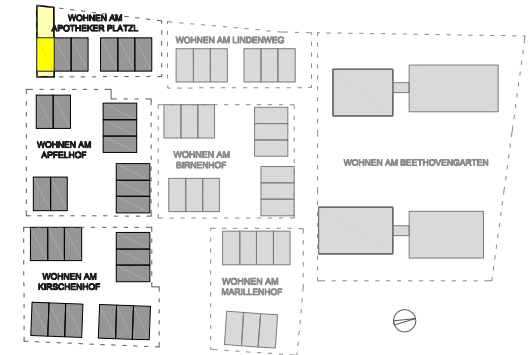 WOHNEN AM
APOTHEKER PLATZL
WOHNEN AM LINDENWEG
WOHNEN AM
APFELHOF
WOHNEN AM
BIRNENHOF
WOHNEN AM BEETHOVENGARTEN
WOHNEN AM
KIRSCHENHOF
WOHNEN AM
MARILLENHOF